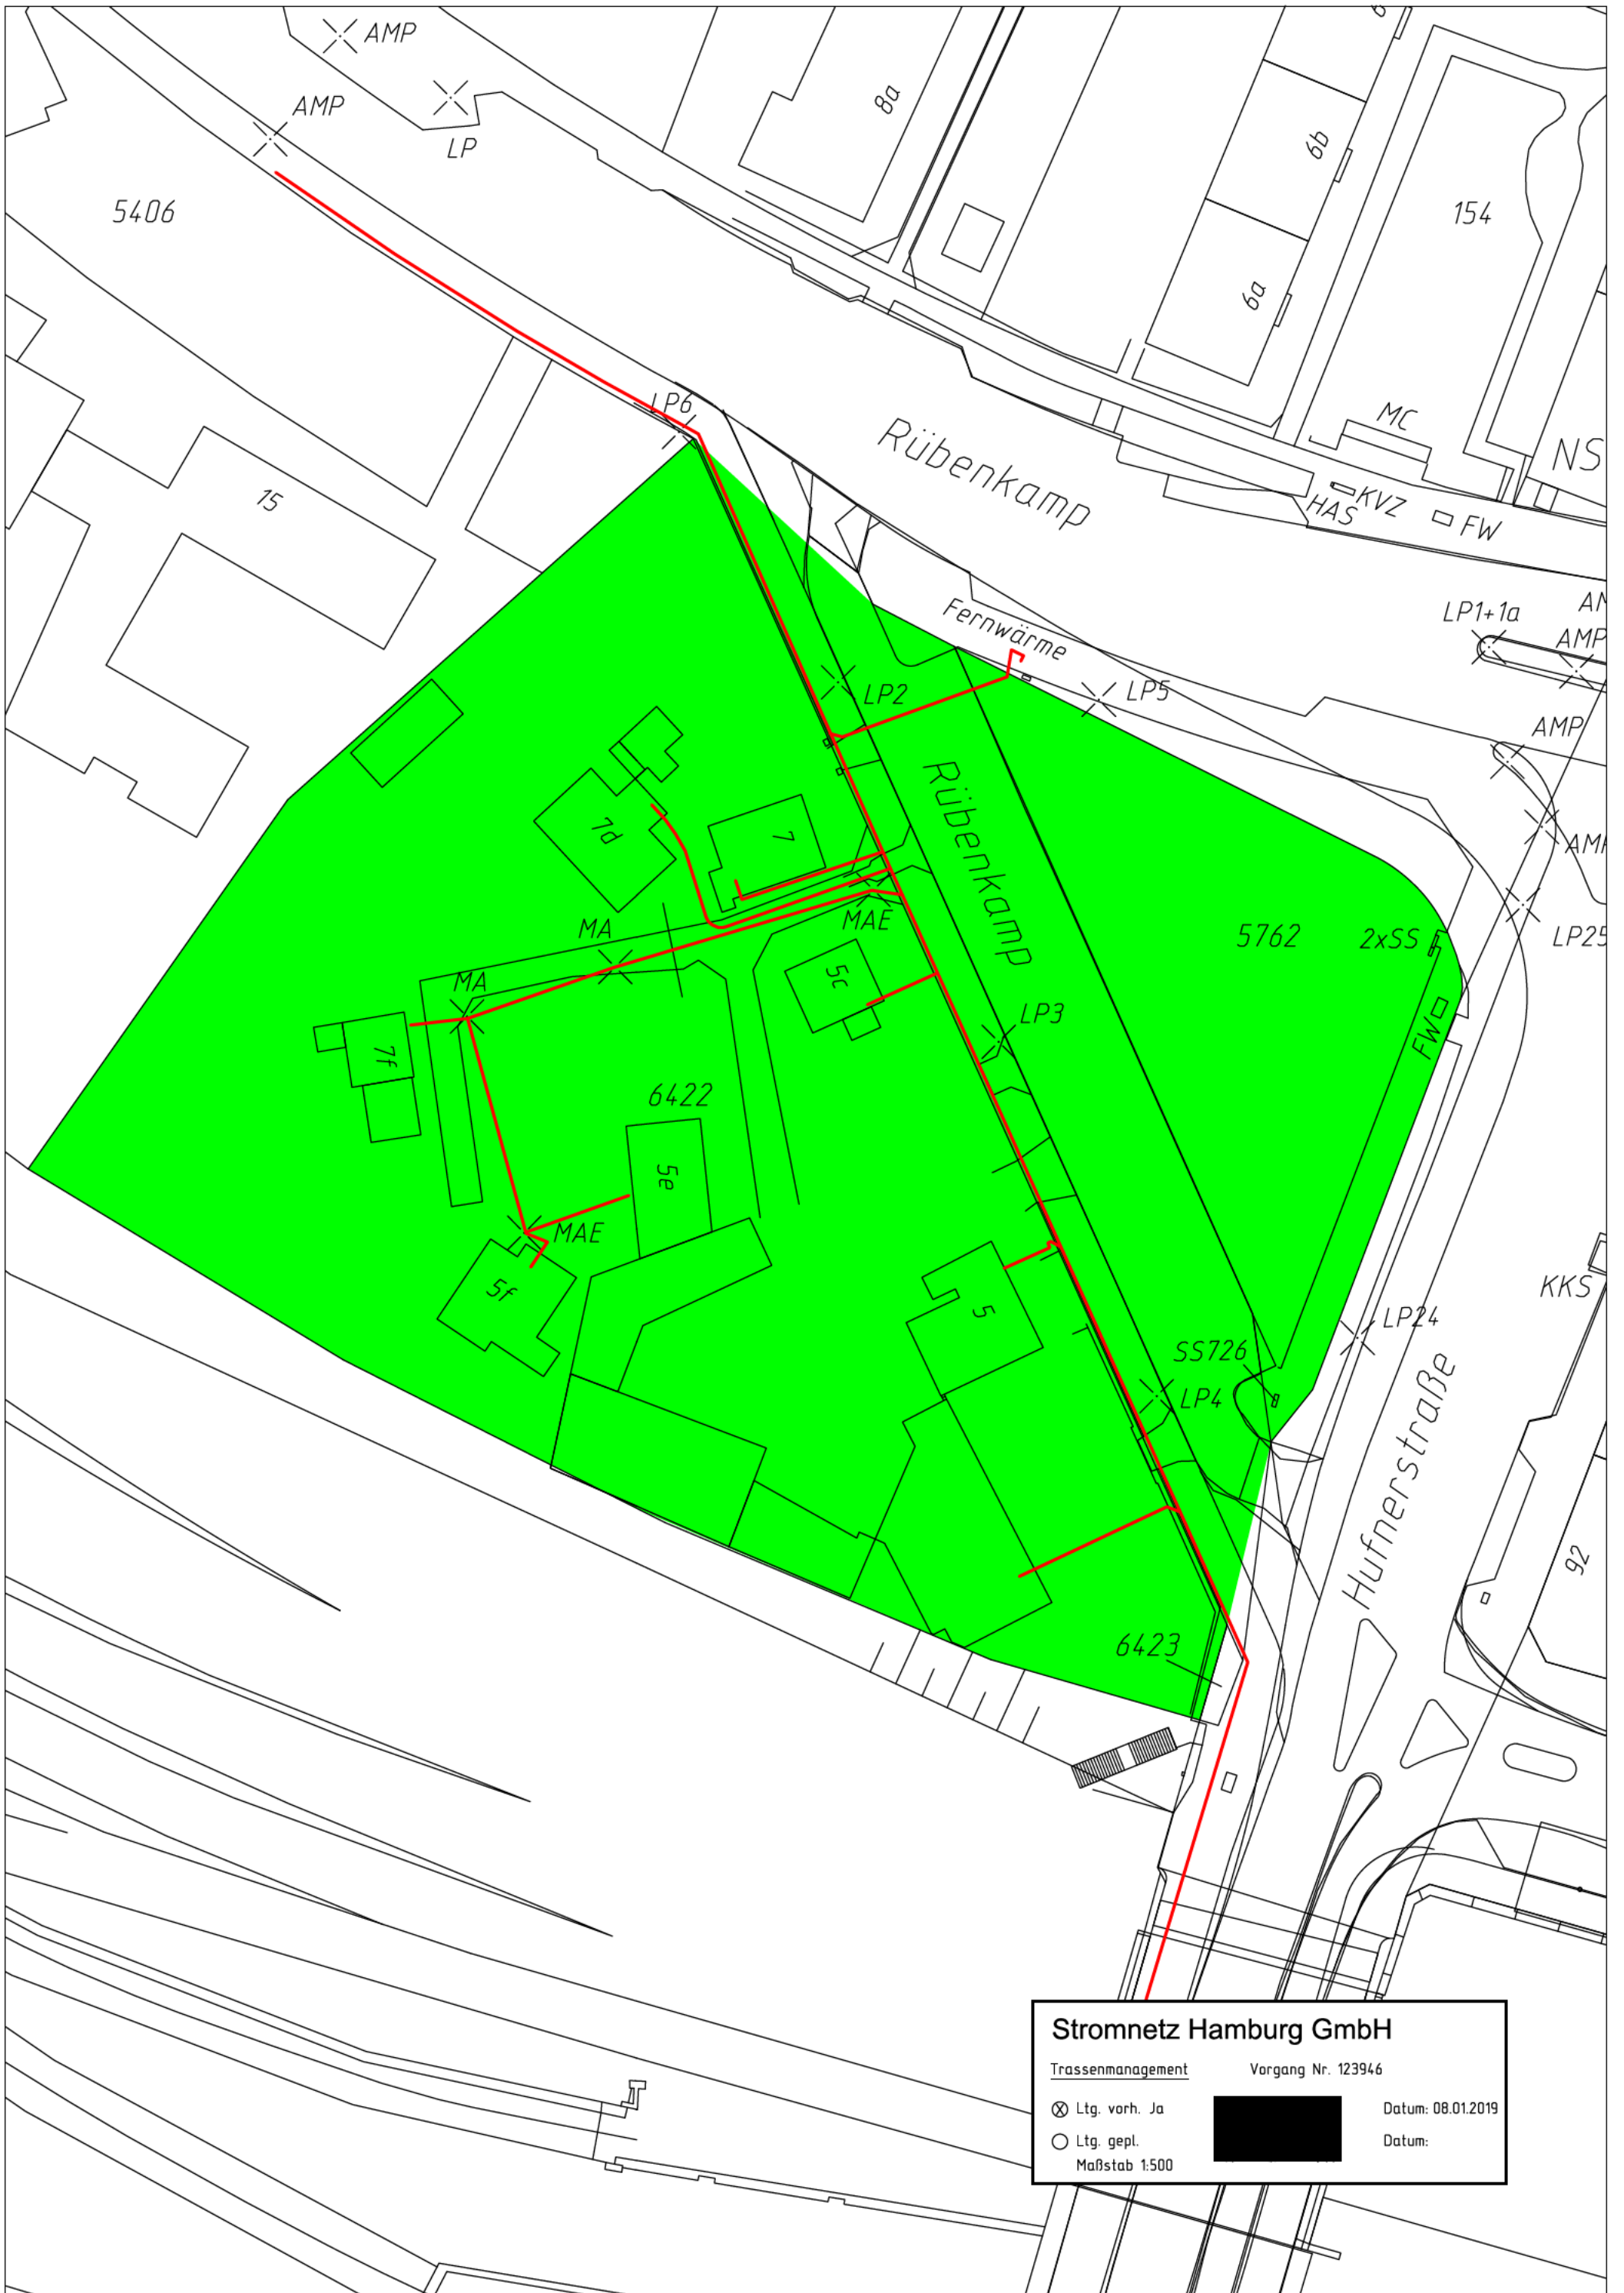 AMP
AMP
LP
8a
6b
5406
154
6a
LP6
MC
Rübenkamp
NS
15
KVZ
HAS
FW
Fernwärme
LP1+1a
AMP
LP2
LP5
AMP
Rübenkamp
7d
7
MAE
MA
5762
2xSS
LP25
5c
MA
LP3
7f
FW
6422
5e
MAE
5f
5
KKS
LP24
SS726
LP4
Hufnerstraße
92
6423
Stromnetz Hamburg GmbH
Trassenmanagement Vorgang Nr. 123946
Ltg. vorh. Ja Datum: 08.01.2019
Ltg. gepl. Datum:
Maßstab 1:500